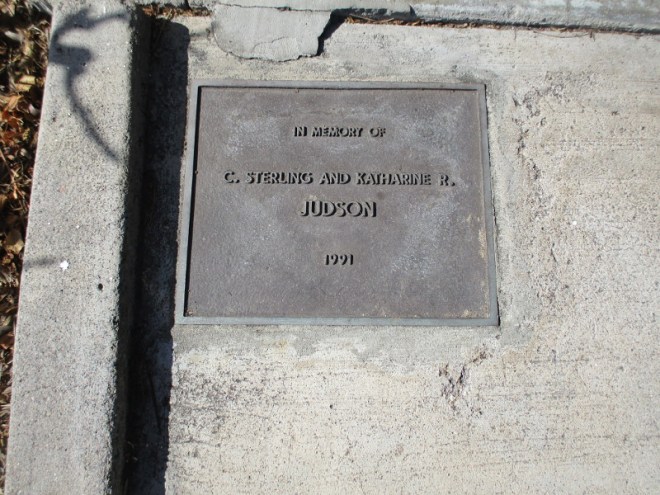 IN MEMORY OF
C. STERLING AND KATHARINE R.
JUDSON
1991